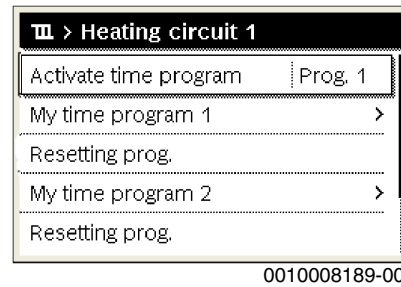 > Heating circuit 1
Activate time program Prog. 1
My time program 1 >
Resetting prog.
My time program 2 >
Resetting prog.
0010008189-00